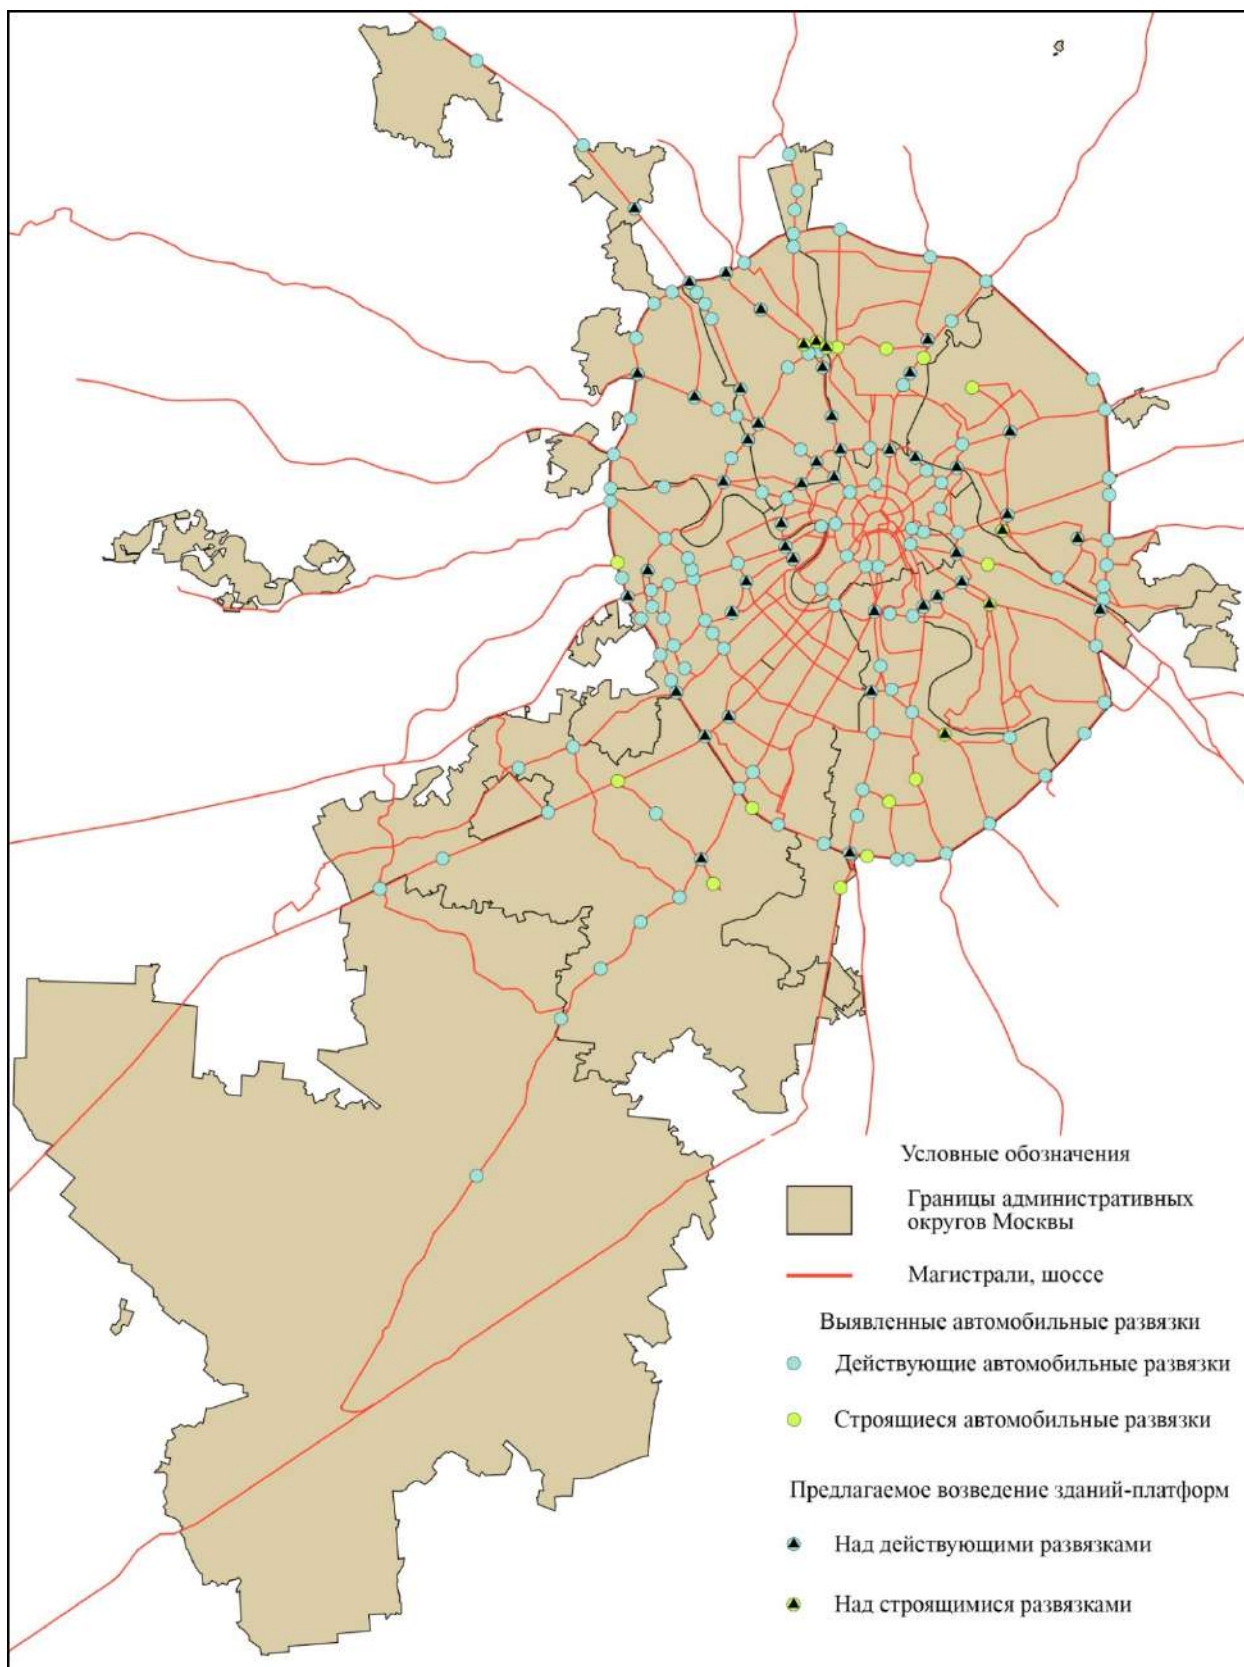 Условные обозначения
Границы административных
округов Москвы
Магистрали, шоссе
Выявленные автомобильные развязки
Действующие автомобильные развязки
Строящиеся автомобильные развязки
Предлагаемое возведение зданий-платформ
Над действующими развязками
Над строящимися развязками